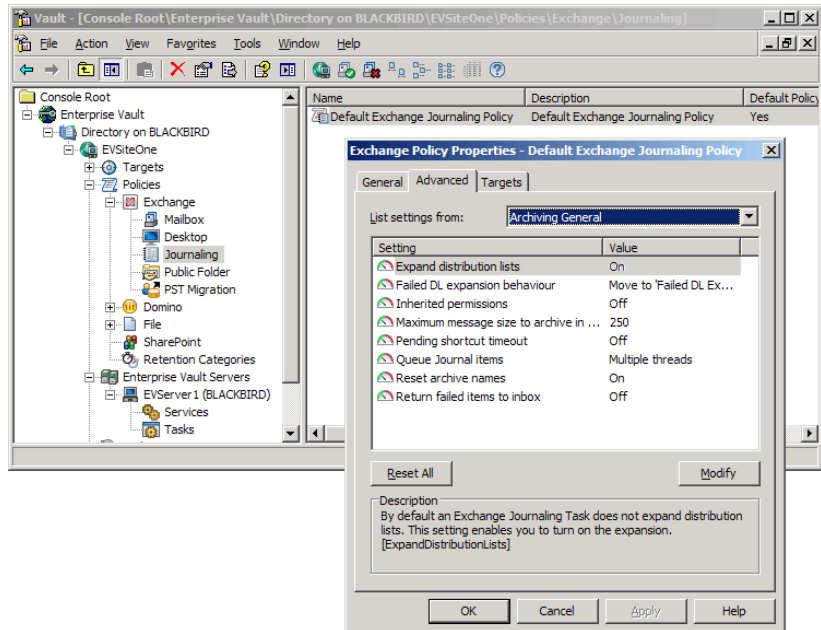 Vault - [Console Root\Enterprise Vault\Directory on BLACKBIRD\EVSiteOne\Policies\Exchange\Journaling]
File Action View Favorites Tools Window Help
Console Root
Enterprise Vault
Directory on BLACKBIRD
EVSiteOne
Targets
Policies
Exchange
Mailbox
Desktop
Journaling
Public Folder
PST Migration
Domino
File
SharePoint
Retention Categories
Enterprise Vault Servers
EVServer1 (BLACKBIRD)
Services
Tasks
Name Description Default Policy
Default Exchange Journaling Policy Default Exchange Journaling Policy Yes
Exchange Policy Properties - Default Exchange Journaling Policy
General Advanced Targets
List settings from: Archiving General
Setting Value
Expand distribution lists On
Failed DL expansion behaviour Move to 'Failed DL Ex...
Inherited permissions Off
Maximum message size to archive in ... 250
Pending shortcut timeout Off
Queue Journal items Multiple threads
Reset archive names On
Return failed items to inbox Off
Reset All Modify
Description
By default an Exchange Journaling Task does not expand distribution
lists. This setting enables you to turn on the expansion.
[ExpandDistributionLists]
OK Cancel Apply Help